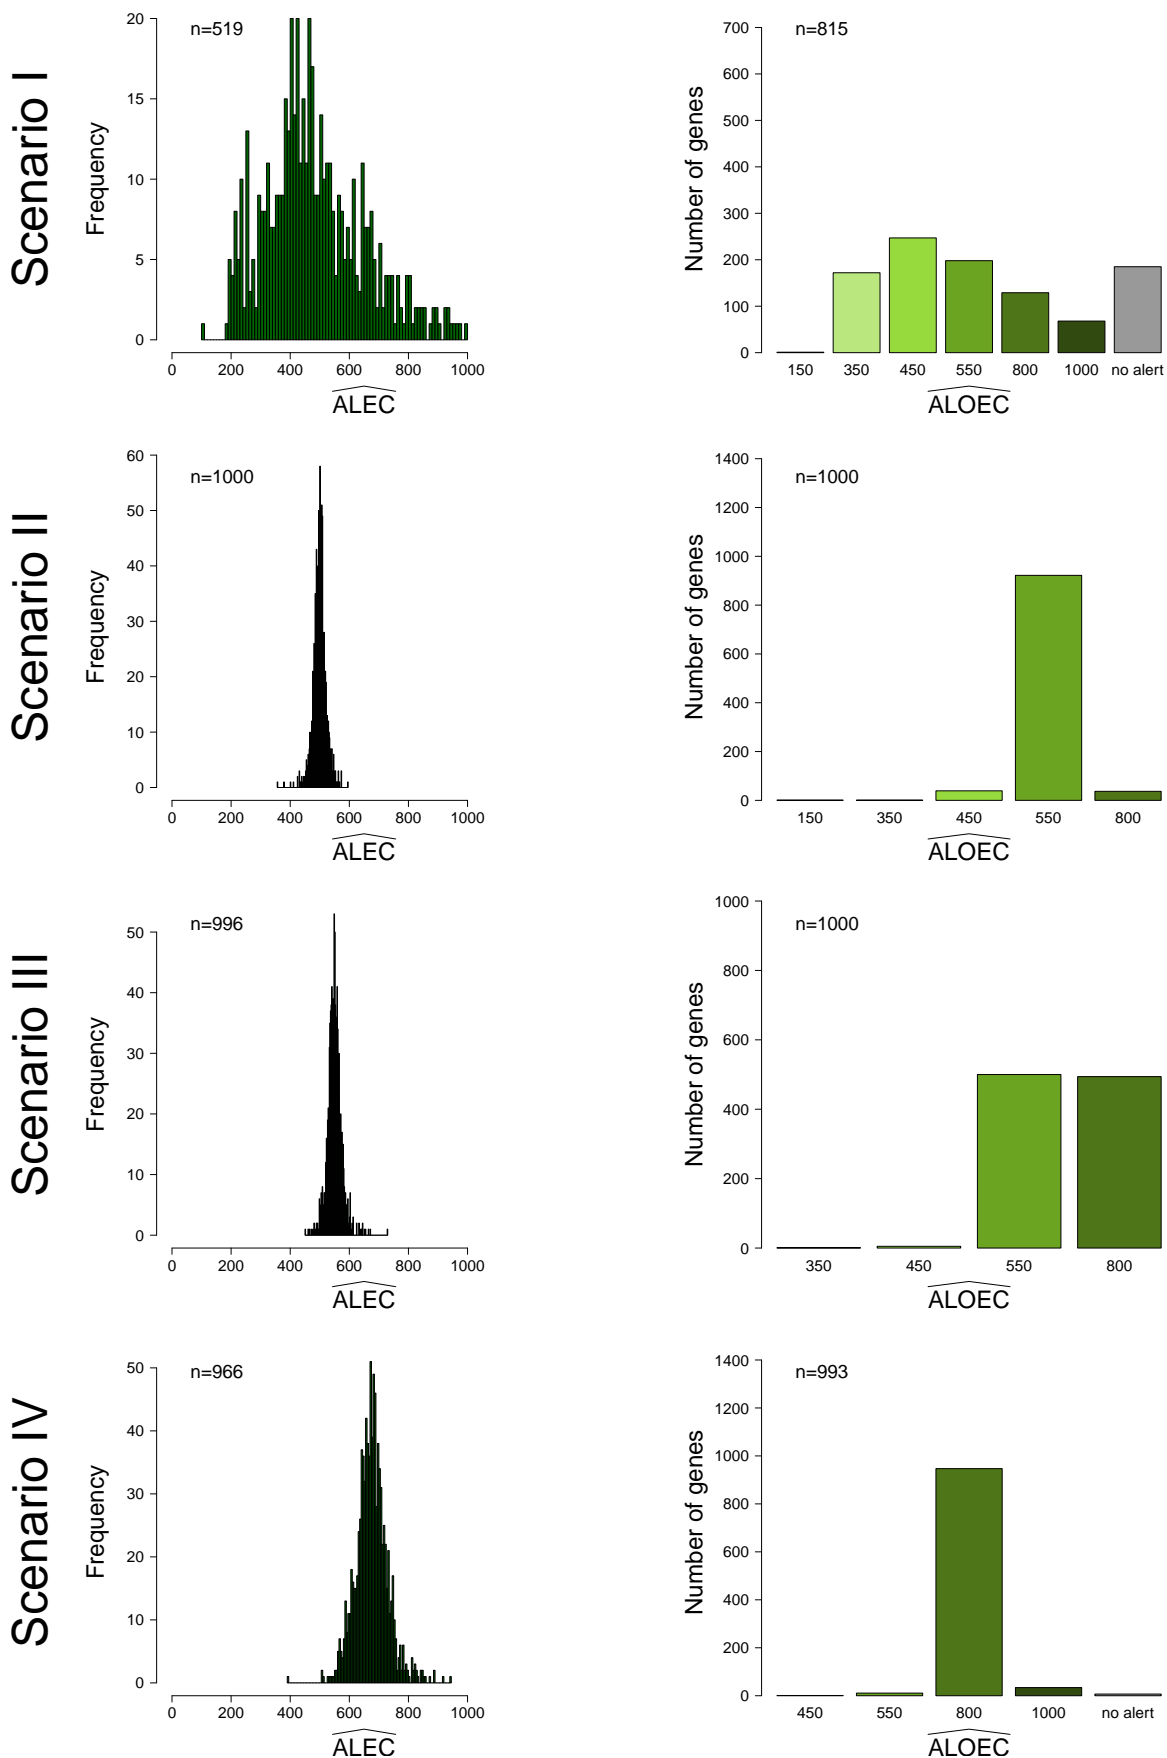 Scenario I
Frequency
n=519
20
15
10
5
0
0 200 400 600 800 1000
ALEC
Number of genes
n=815
700
600
500
400
300
200
100
0
150 350 450 550 800 1000 no alert
ALOEC
Scenario II
Frequency
n=1000
60
50
40
30
20
10
0
0 200 400 600 800 1000
ALEC
Number of genes
n=1000
1400
1200
1000
800
600
400
200
0
150 350 450 550 800
ALOEC
Scenario III
Frequency
n=996
50
40
30
20
10
0
0 200 400 600 800 1000
ALEC
Number of genes
n=1000
1000
800
600
400
200
0
350 450 550 800
ALOEC
Scenario IV
Frequency
n=966
50
40
30
20
10
0
0 200 400 600 800 1000
ALEC
Number of genes
n=993
1400
1200
1000
800
600
400
200
0
450 550 800 1000 no alert
ALOEC